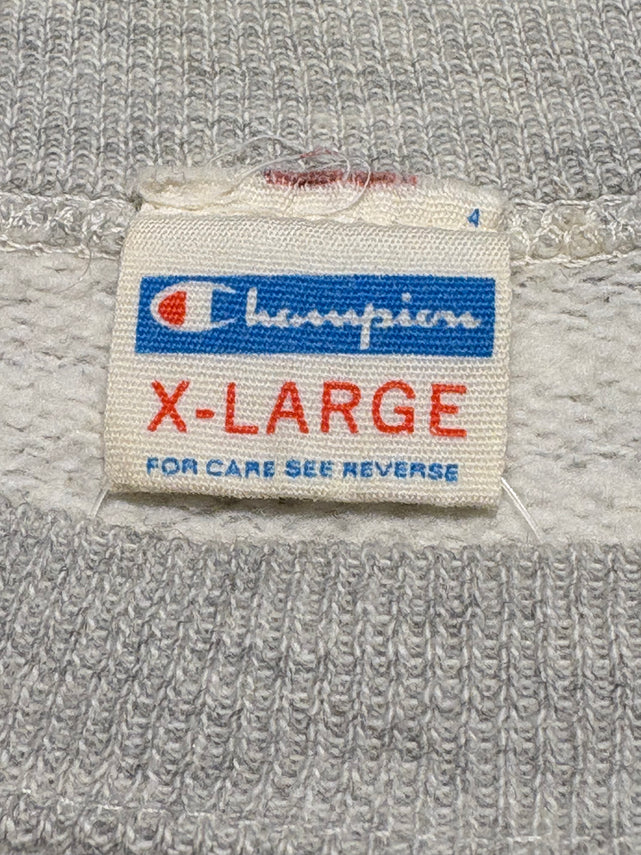 4
Champion
X-LARGE
FOR CARE SEE REVERSE